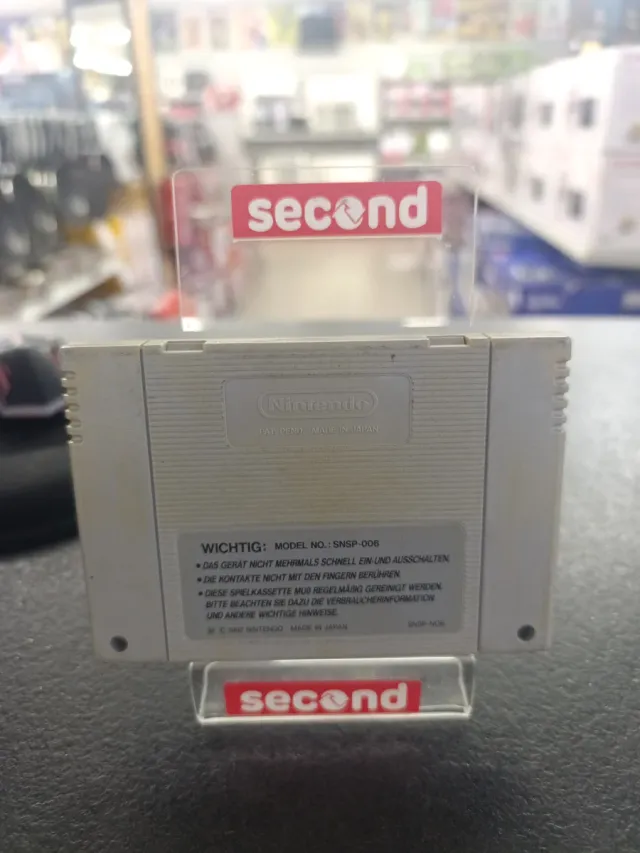 second
Nintendo
PAT. PEND. MADE IN JAPAN
WICHTIG: MODEL NO.: SNSP-006
• DAS GERÄT NICHT MEHRMALS SCHNELL EIN-UND AUSSCHALTEN.
• DIE KONTAKTE NICHT MIT DEN FINGERN BERÜHREN.
• DIESE SPIELKASSETTE MUß REGELMÄßIG GEREINIGT WERDEN.
BITTE BEACHTEN SIE DAZU DIE VERBRAUCHERINFORMATION
UND ANDERE WICHTIGE HINWEISE.
© 1992 NINTENDO MADE IN JAPAN
second